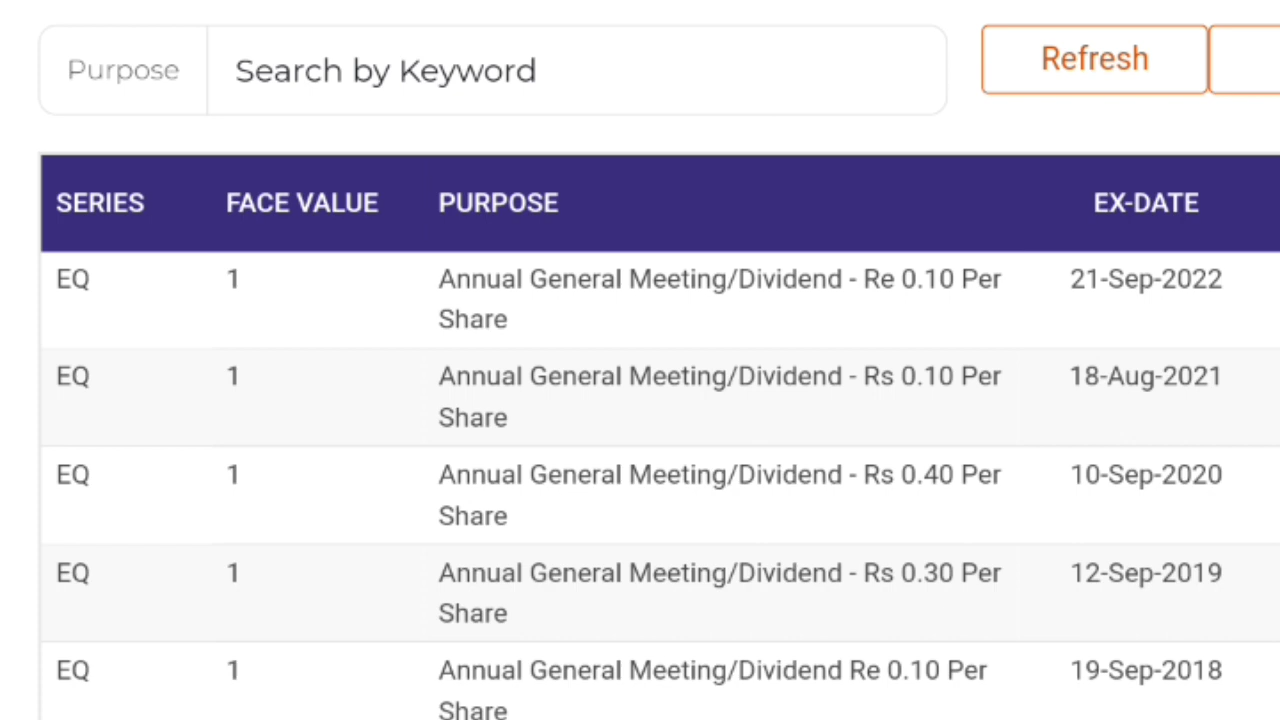 Purpose Search by Keyword Refresh
SERIES FACE VALUE PURPOSE EX-DATE
EQ 1 Annual General Meeting/Dividend - Re 0.10 Per 21-Sep-2022
Share
EQ 1 Annual General Meeting/Dividend - Rs 0.10 Per 18-Aug-2021
Share
EQ 1 Annual General Meeting/Dividend - Rs 0.40 Per 10-Sep-2020
Share
EQ 1 Annual General Meeting/Dividend - Rs 0.30 Per 12-Sep-2019
Share
EQ 1 Annual General Meeting/Dividend Re 0.10 Per 19-Sep-2018
Share